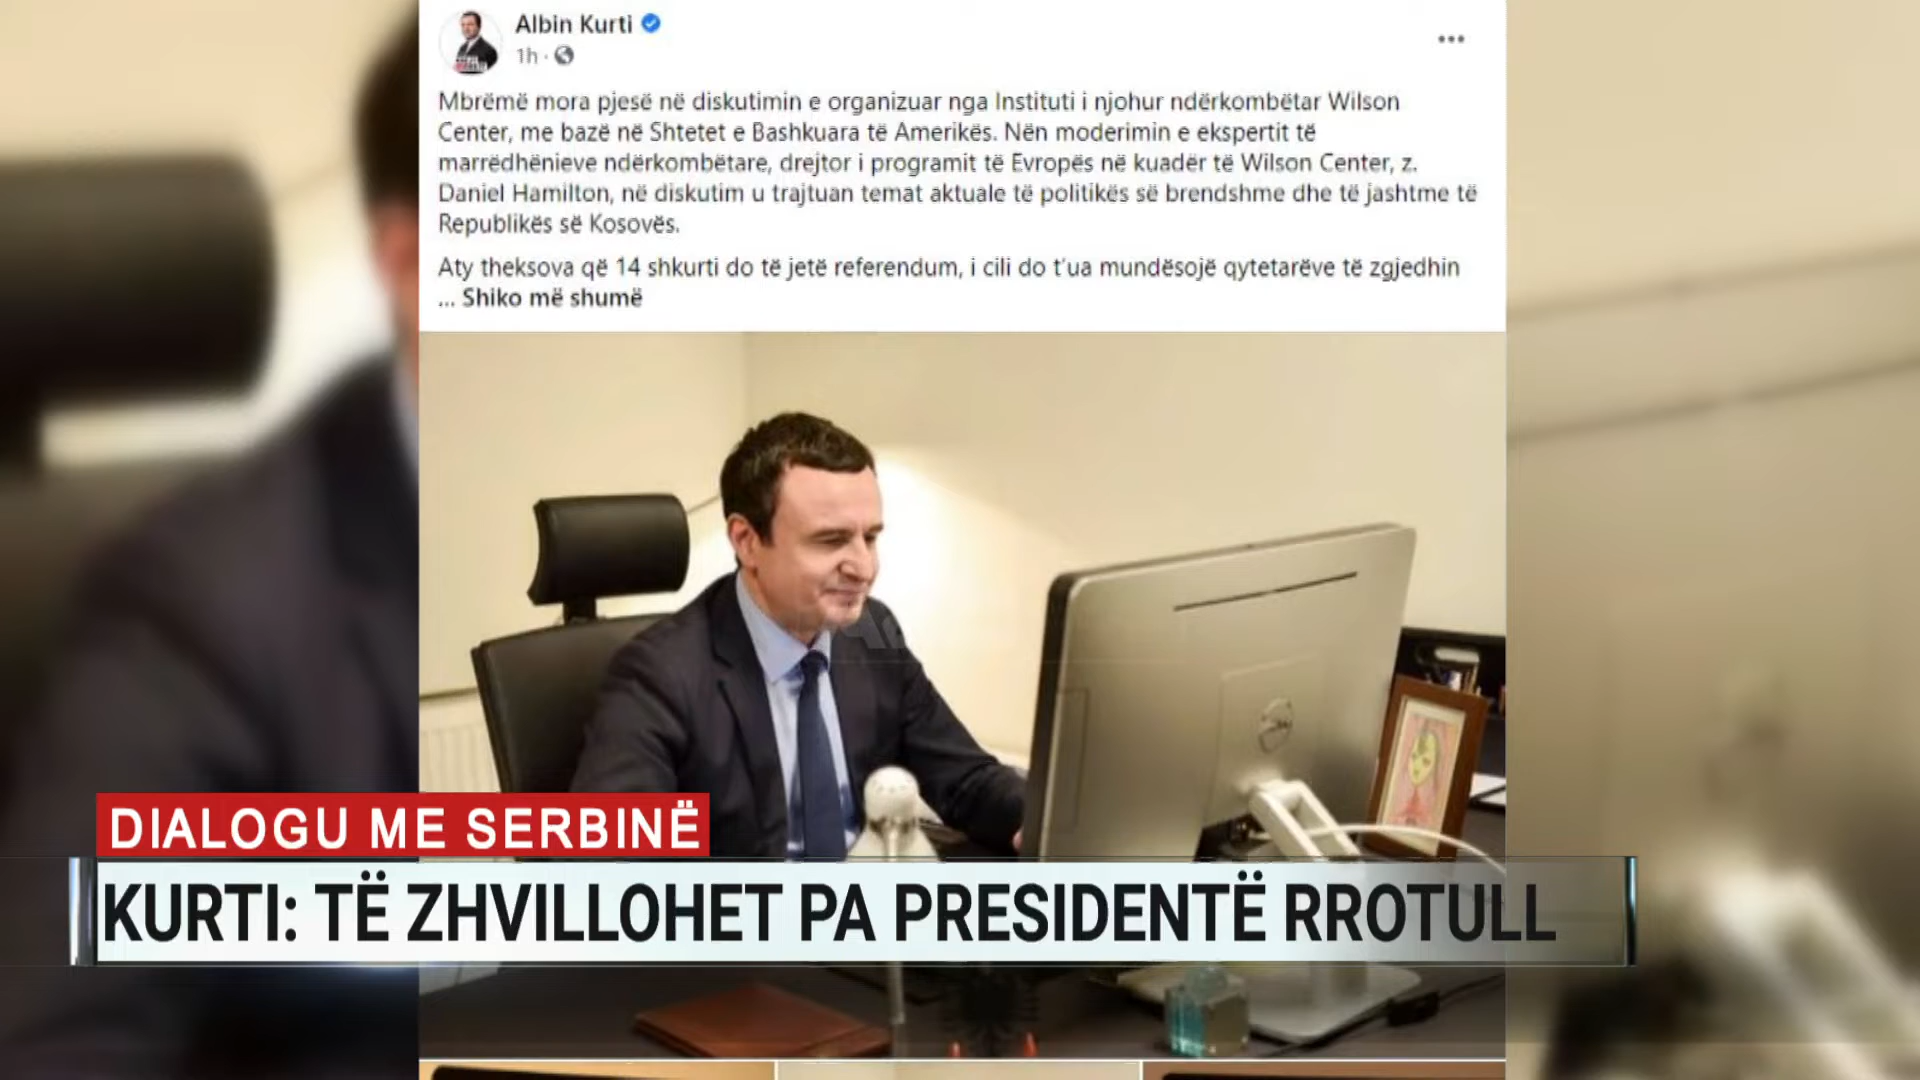 Albin Kurti
1h ·
Mbrëmë mora pjesë në diskutimin e organizuar nga Instituti i njohur ndërkombëtar Wilson
Center, me bazë në Shtetet e Bashkuara të Amerikës. Nën moderimin e ekspertit të
marrëdhënieve ndërkombëtare, drejtor i programit të Evropës në kuadër të Wilson Center, z.
Daniel Hamilton, në diskutim u trajtuan temat aktuale të politikës së brendshme dhe të jashtme të
Republikës së Kosovës.
Aty theksova që 14 shkurti do të jetë referendum, i cili do t'ua mundësojë qytetarëve të zgjedhin
... Shiko më shumë
DIALOGU ME SERBINË
KURTI: TË ZHVILLOHET PA PRESIDENTË RROTULL